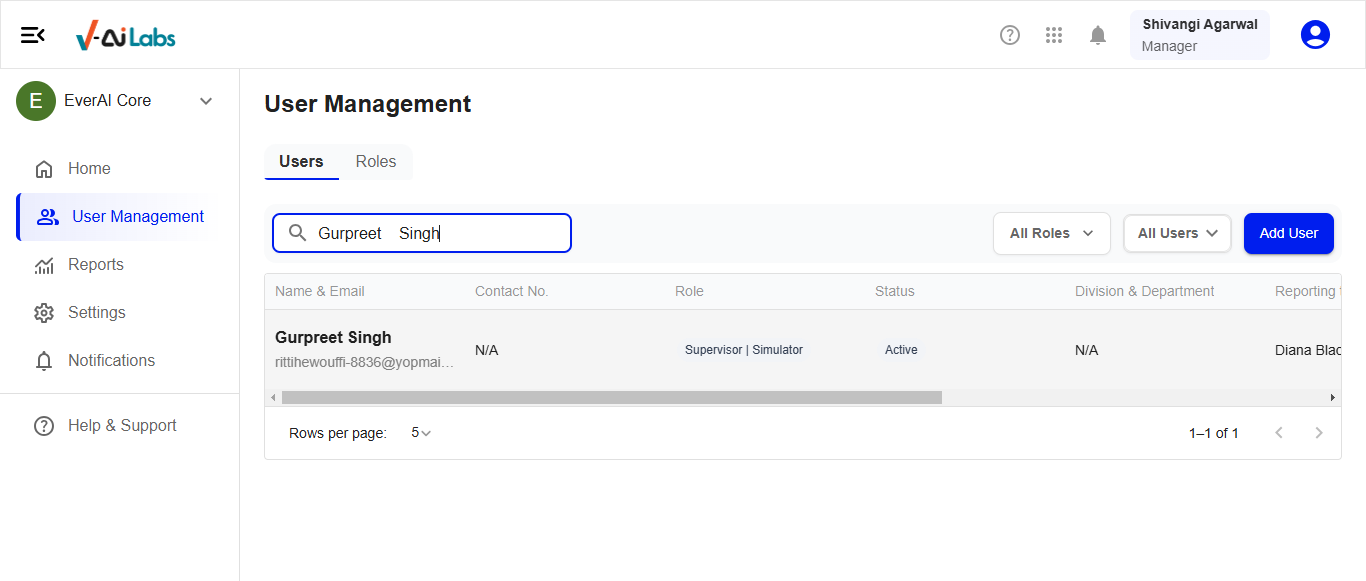 V-Ai Labs
Shivangi Agarwal
Manager
E EverAI Core
Home
User Management
Reports
Settings
Notifications
Help & Support
User Management
Users Roles
Gurpreet    Singh
All Roles All Users Add User
Name & Email Contact No. Role Status Division & Department Reporting
Gurpreet Singh
rittihewouffi-8836@yopmai...
N/A Supervisor | Simulator Active N/A Diana Blac
Rows per page: 5 1–1 of 1